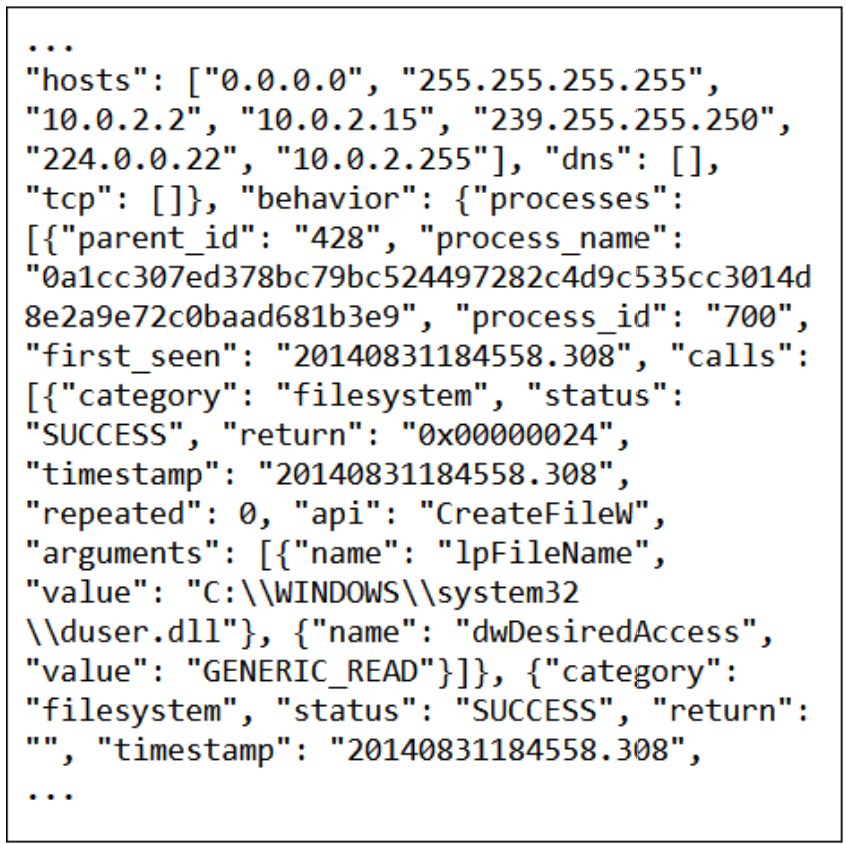 ...
"hosts": ["0.0.0.0", "255.255.255.255",
"10.0.2.2", "10.0.2.15", "239.255.255.250",
"224.0.0.22", "10.0.2.255"], "dns": [],
"tcp": []}, "behavior": {"processes":
[{"parent_id": "428", "process_name":
"0a1cc307ed378bc79bc524497282c4d9c535cc3014d
8e2a9e72c0baad681b3e9", "process_id": "700",
"first_seen": "20140831184558.308", "calls":
[{"category": "filesystem", "status":
"SUCCESS", "return": "0x00000024",
"timestamp": "20140831184558.308",
"repeated": 0, "api": "CreateFileW",
"arguments": [{"name": "lpFileName",
"value": "C:\\WINDOWS\\system32
\\duser.dll"}, {"name": "dwDesiredAccess",
"value": "GENERIC_READ"}]}, {"category":
"filesystem", "status": "SUCCESS", "return":
"", "timestamp": "20140831184558.308",
...